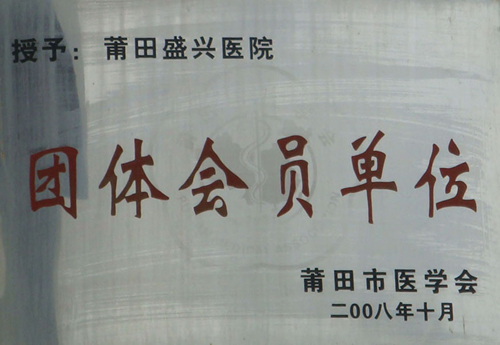 授予：莆田盛兴医院
团体会员单位
莆田市医学会
二00八年十月